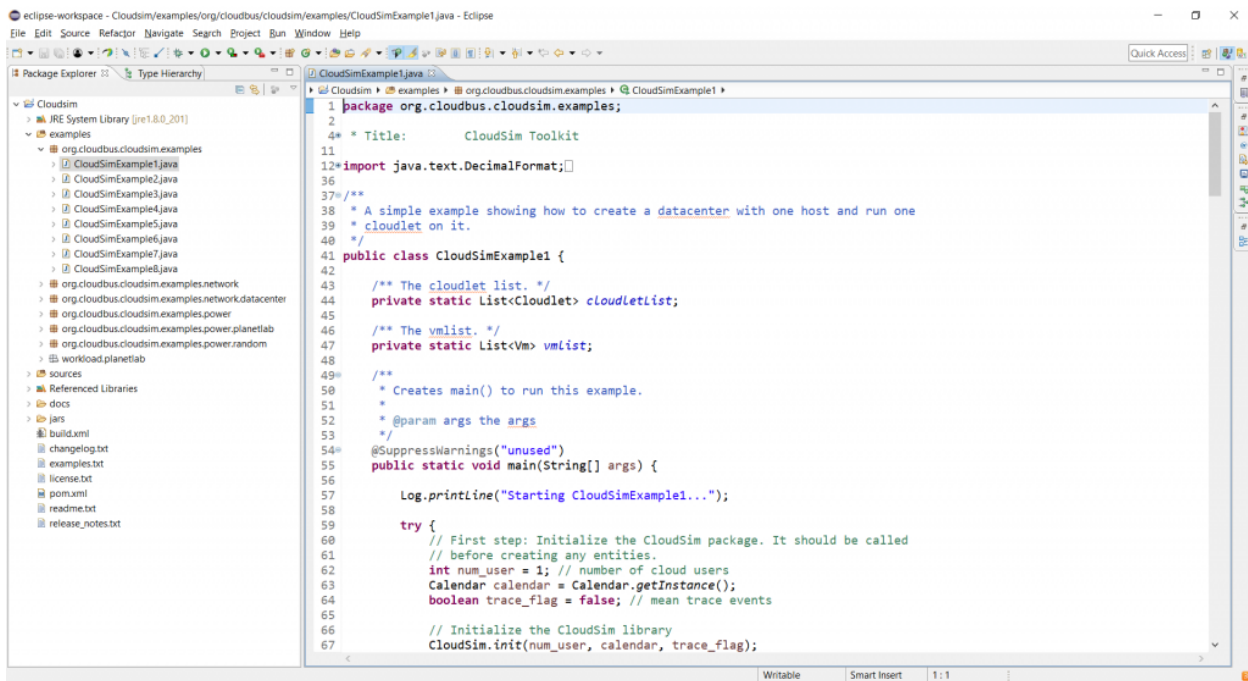 eclipse-workspace - Cloudsim/examples/org/cloudbus/cloudsim/examples/CloudSimExample1.java - Eclipse
File Edit Source Refactor Navigate Search Project Run Window Help
Quick Access
Package Explorer Type Hierarchy
Cloudsim
JRE System Library [jre1.8.0_201]
examples
org.cloudbus.cloudsim.examples
CloudSimExample1.java
CloudSimExample2.java
CloudSimExample3.java
CloudSimExample4.java
CloudSimExample5.java
CloudSimExample6.java
CloudSimExample7.java
CloudSimExample8.java
org.cloudbus.cloudsim.examples.network
org.cloudbus.cloudsim.examples.network.datacenter
org.cloudbus.cloudsim.examples.power
org.cloudbus.cloudsim.examples.power.planetlab
org.cloudbus.cloudsim.examples.power.random
workload.planetlab
sources
Referenced Libraries
docs
jars
build.xml
changelog.txt
examples.txt
license.txt
pom.xml
readme.txt
release_notes.txt
CloudSimExample1.java
Cloudsim examples org.cloudbus.cloudsim.examples CloudSimExample1
1 package org.cloudbus.cloudsim.examples;
2
4 * Title: CloudSim Toolkit
11
12 import java.text.DecimalFormat;
36
37 /**
38 * A simple example showing how to create a datacenter with one host and run one
39 * cloudlet on it.
40 */
41 public class CloudSimExample1 {
42
43 /** The cloudlet list. */
44 private static List<Cloudlet> cloudletList;
45
46 /** The vmlist. */
47 private static List<Vm> vmlist;
48
49 /**
50 * Creates main() to run this example.
51 *
52 * @param args the args
53 */
54 @SuppressWarnings("unused")
55 public static void main(String[] args) {
56
57 Log.printLine("Starting CloudSimExample1...");
58
59 try {
60 // First step: Initialize the CloudSim package. It should be called
61 // before creating any entities.
62 int num_user = 1; // number of cloud users
63 Calendar calendar = Calendar.getInstance();
64 boolean trace_flag = false; // mean trace events
65
66 // Initialize the CloudSim library
67 CloudSim.init(num_user, calendar, trace_flag);
Writable Smart Insert 1 : 1